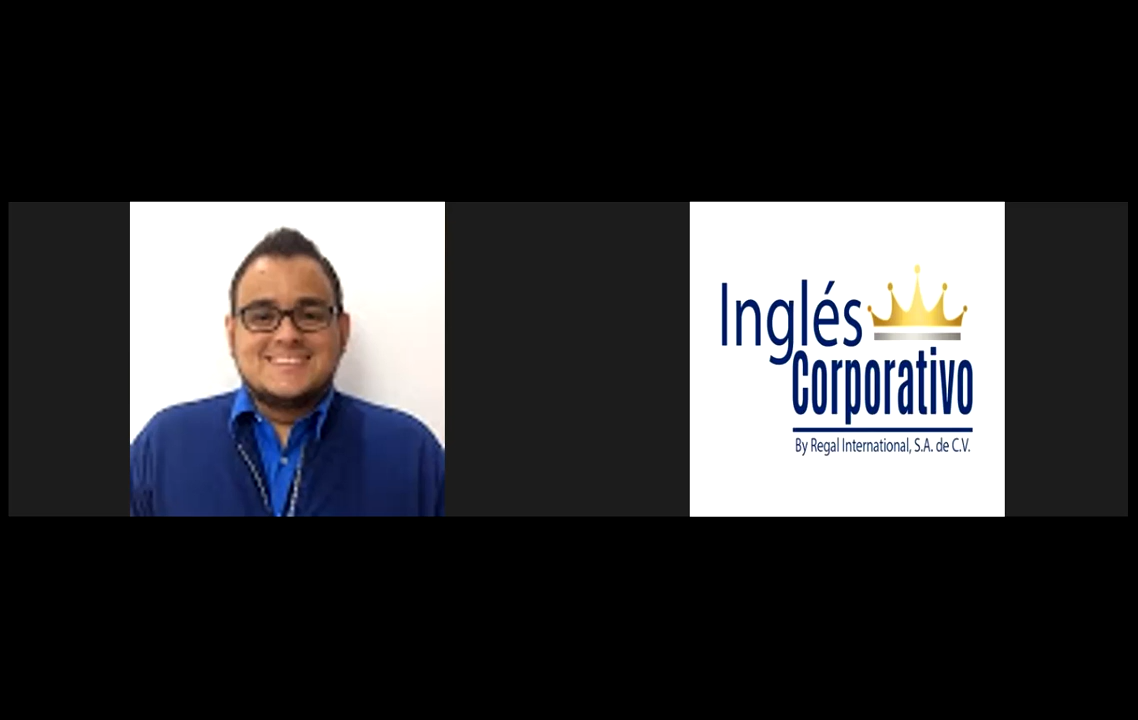 Inglés
Corporativo
By Regal International, S.A. de C.V.